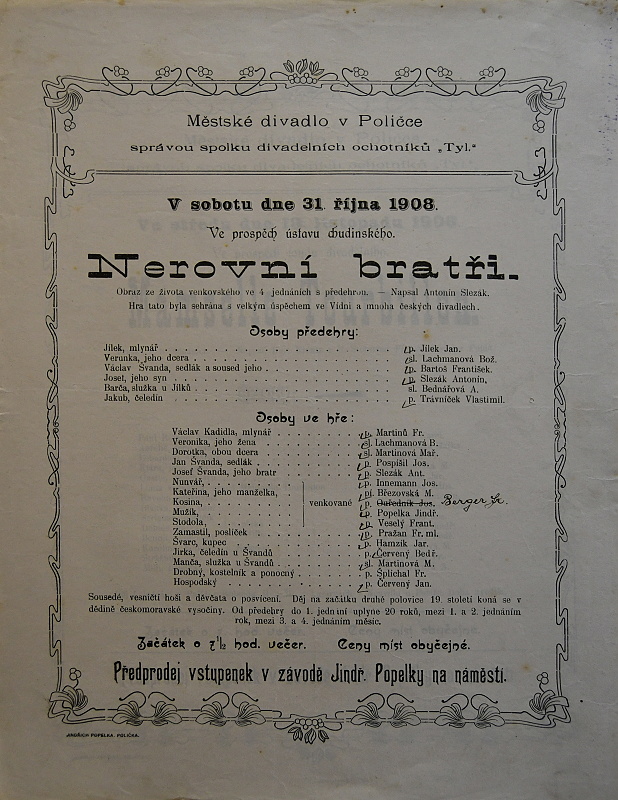 Městské divadlo v Poličce
správou spolku divadelních ochotníků „Tyl.“
V sobotu dne 31. října 1908.
Ve prospěch ústavu chudinského.
Nerovní bratři.
Obraz ze života venkovského ve 4 jednáních s předehrou. — Napsal Antonín Slezák.
Hra tato byla sehrána s velkým úspěchem ve Vídni a mnoha českých divadlech.
Osoby předehry:
Jílek, mlynář . . . . . . . . . . p. Jílek Jan.
Verunka, jeho dcera . . . . . . . . . . sl. Lachmanová Bož.
Václav Švanda, sedlák a soused jeho . . . . . . . . . . p. Bartoš František.
Josef, jeho syn . . . . . . . . . . p. Slezák Antonín,
Barča, služka u Jílků . . . . . . . . . . sl. Bednářová A.
Jakub, čeledín . . . . . . . . . . p. Trávníček Vlastimil.
Osoby ve hře:
Václav Kadidla, mlynář . . . . . . . . p. Martinů Fr.
Veronika, jeho žena . . . . . . . . sl. Lachmanová B.
Dorotka, obou dcera . . . . . . . . sl. Martinová Mař.
Jan Švanda, sedlák . . . . . . . . p. Pospíšil Jos.
Josef Švanda, jeho bratr . . . . . . . . p. Slezák Ant.
Nunvář, . . . . p. Innemann Jos.
Kateřina, jeho manželka, . pí. Březovská M.
Kosina, . . . . venkované p. Ouředník Jos. Berger Jr.
Mužík, . . . . p. Popelka Jindř.
Stodola, . . . . p. Veselý Frant.
Zamastil, poslíček . . . . . . . . p. Pražan Fr. ml.
Švarc, kupec . . . . . . . . p. Hamzík Jar.
Jirka, čeledín u Švandů . . . . . . . . p. Červený Bedř.
Manča, služka u Švandů . . . . . . . . sl. Martinová M.
Drobný, kostelník a ponocný . . . . . . . . p. Šplíchal Fr.
Hospodský . . . . . . . . p. Červený Jan.
Sousedé, vesničtí hoši a děvčata o posvícení. Děj na začátku druhé polovice 19. století koná se v
dědině českomoravské vysočiny. Od předehry do 1. jednání uplyne 20 roků, mezi 1. a 2. jednáním
rok, mezi 3. a 4. jednáním měsíc.
Začátek o 7½ hod. večer. Ceny míst obyčejné.
Předprodej vstupenek v závodě Jindř. Popelky na náměstí.
JINDŘICH POPELKA, POLIČKA.